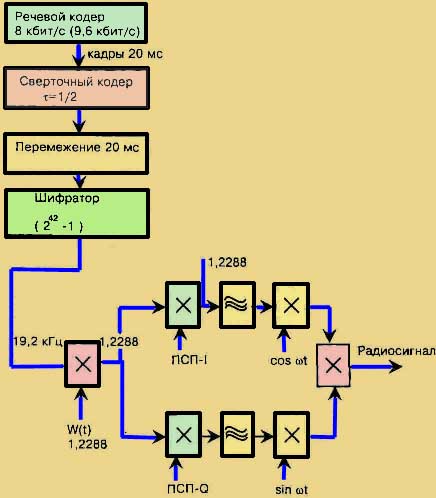 Речевой кодер
8 кбит/с (9,6 кбит/с)
кадры 20 мс
Сверточный кодер
τ=1/2
Перемежение 20 мс
Шифратор
( 2^42 -1 )
1,2288
19,2 кГц
1,2288
ПСП-I
cos ωt
Радиосигнал
W(t)
1,2288
ПСП-Q
sin ωt